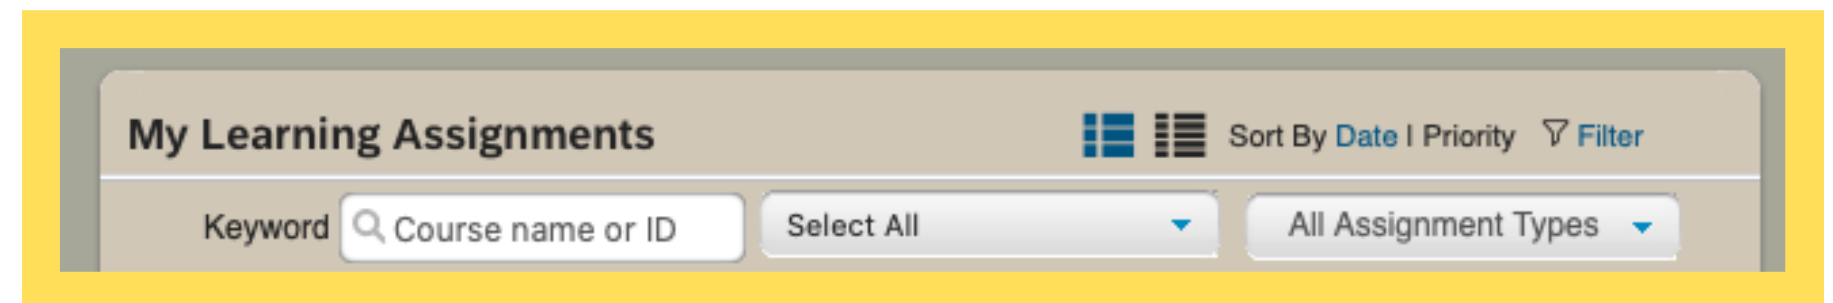 My Learning Assignments Sort By Date | Priority Filter
Keyword Course name or ID Select All All Assignment Types